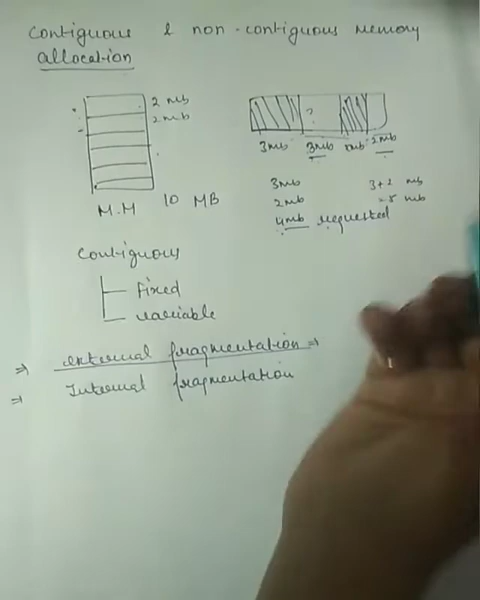 Contiguous & non-contiguous Memory
allocation
2 mb
2 mb
M.M 10 MB
?
3mb 3mb 2mb
3mb 3+2 mb
2mb =5 mb
4mb requested
Contiguous
fixed
variable
⇒ external fragmentation ⇒
⇒ Internal fragmentation